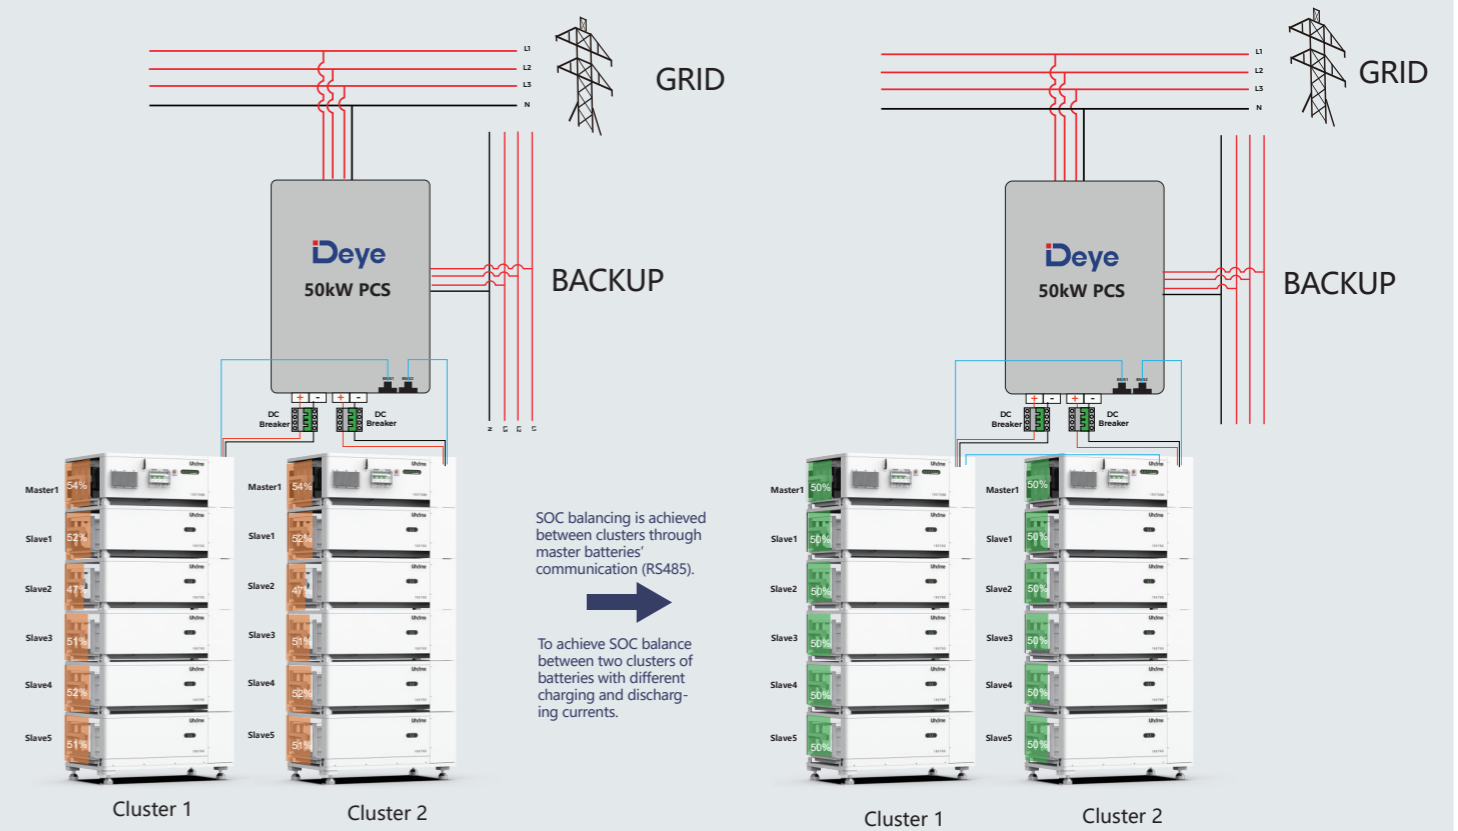 L1
L2
L3
N
GRID
Deye
50kW PCS
BACKUP
+
-
+
-
DC
Breaker
DC
Breaker
N
L3
L2
L1
Master1
54%
Slave1
52%
Slave2
47%
Slave3
51%
Slave4
52%
Slave5
51%
Cluster 1
Master1
54%
Slave1
52%
Slave2
47%
Slave3
51%
Slave4
52%
Slave5
51%
Cluster 2
SOC balancing is achieved
between clusters through
master batteries'
communication (RS485).
To achieve SOC balance
between two clusters of
batteries with different
charging and discharg-
ing currents.
L1
L2
L3
N
GRID
Deye
50kW PCS
BACKUP
+
-
+
-
DC
Breaker
DC
Breaker
Master1
50%
Slave1
50%
Slave2
50%
Slave3
50%
Slave4
50%
Slave5
50%
Cluster 1
Master1
50%
Slave1
50%
Slave2
50%
Slave3
50%
Slave4
50%
Slave5
50%
Cluster 2